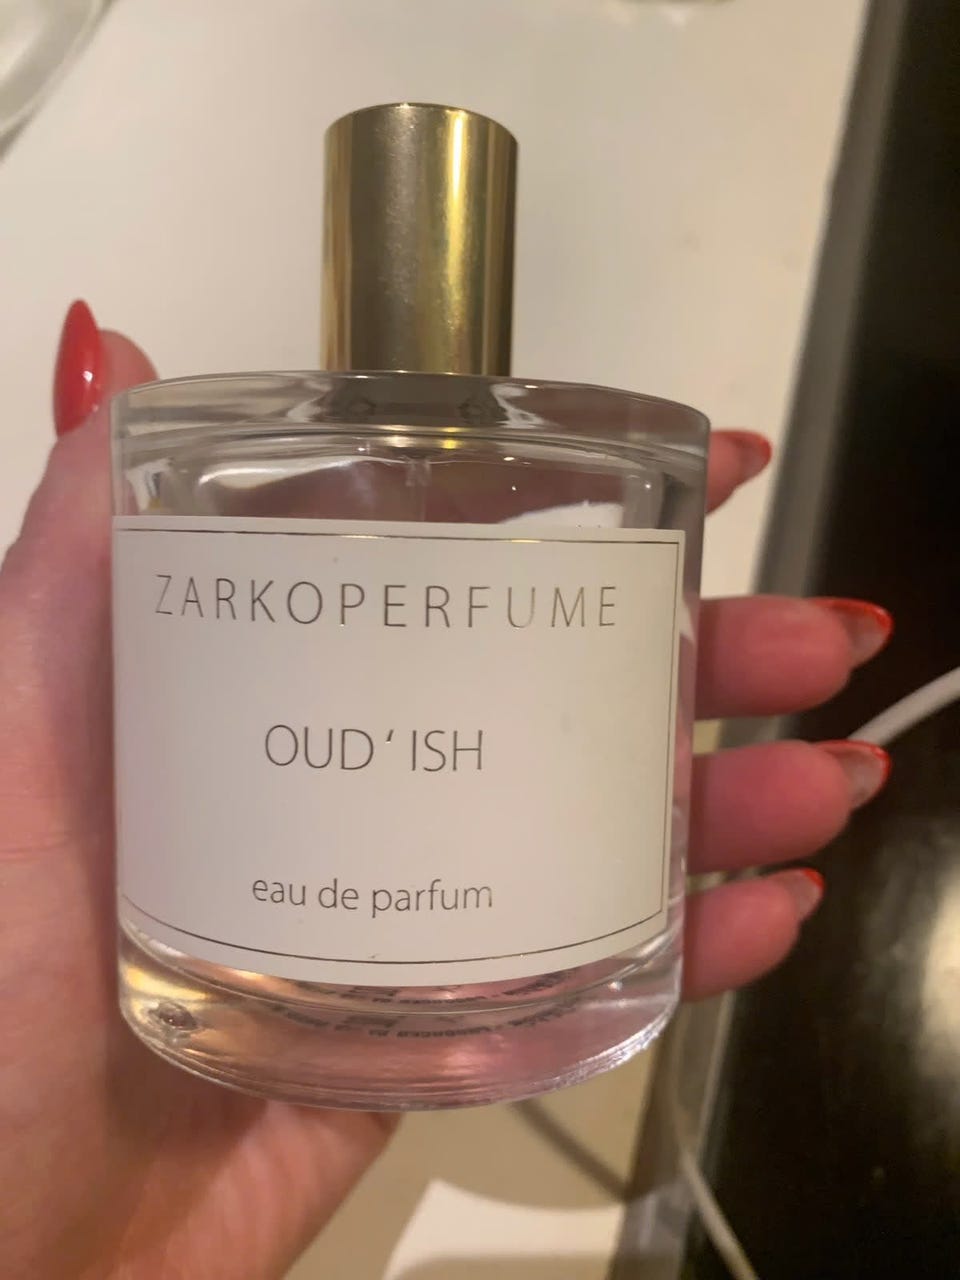 ZARKOPERFUME
OUD‘ ISH
eau de parfum